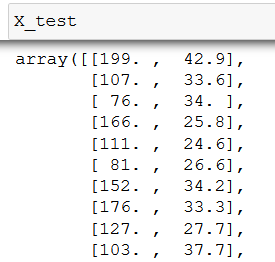 X_test
array([[199. ,  42.9],
       [107. ,  33.6],
       [ 76. ,  34. ],
       [166. ,  25.8],
       [111. ,  24.6],
       [ 81. ,  26.6],
       [152. ,  34.2],
       [176. ,  33.3],
       [127. ,  27.7],
       [103. ,  37.7],